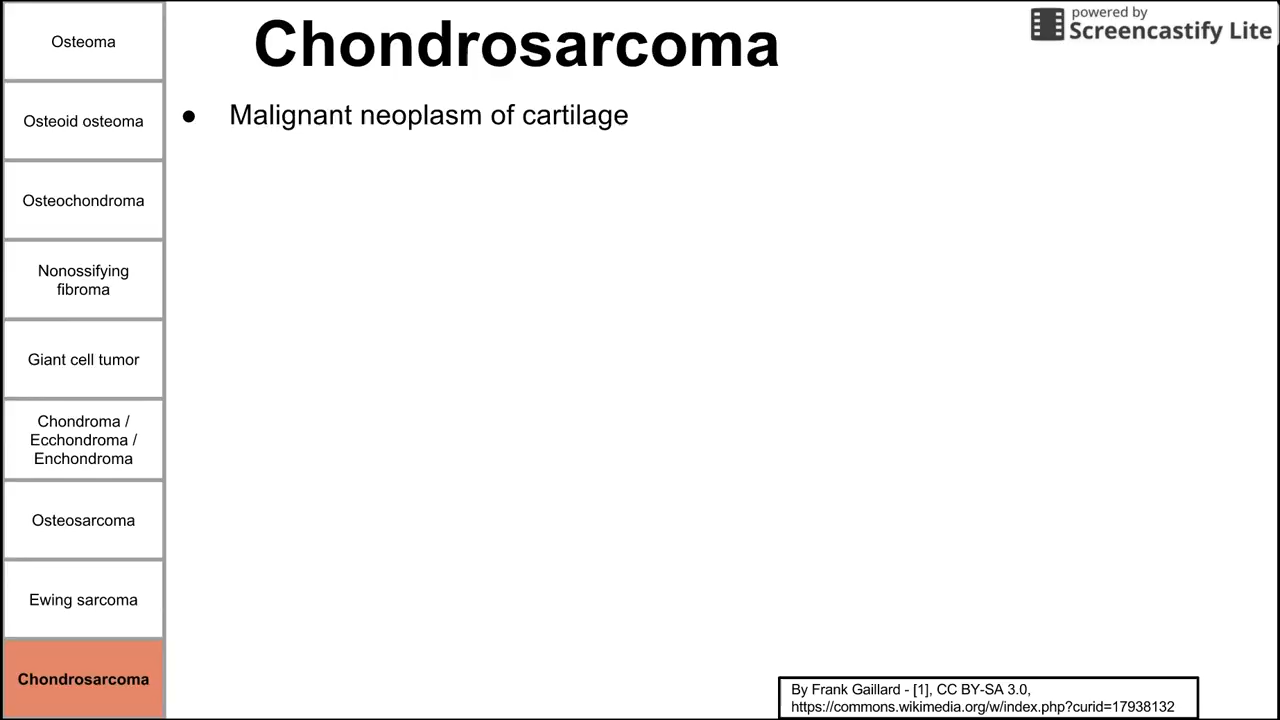 Osteoma
Osteoid osteoma
Osteochondroma
Nonossifying
fibroma
Giant cell tumor
Chondroma /
Ecchondroma /
Enchondroma
Osteosarcoma
Ewing sarcoma
Chondrosarcoma
Chondrosarcoma
● Malignant neoplasm of cartilage
powered by
Screencastify Lite
By Frank Gaillard - [1], CC BY-SA 3.0,
https://commons.wikimedia.org/w/index.php?curid=17938132